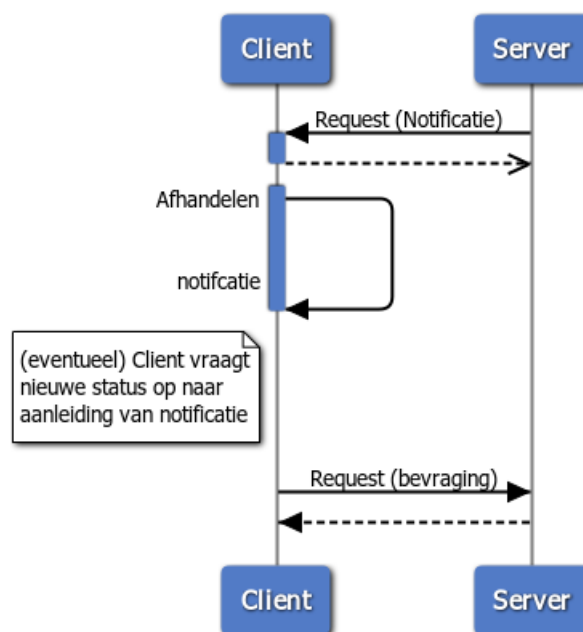 Client
Server
Request (Notificatie)
Afhandelen
notifcatie
(eventueel) Client vraagt
nieuwe status op naar
aanleiding van notificatie
Request (bevraging)
Client
Server